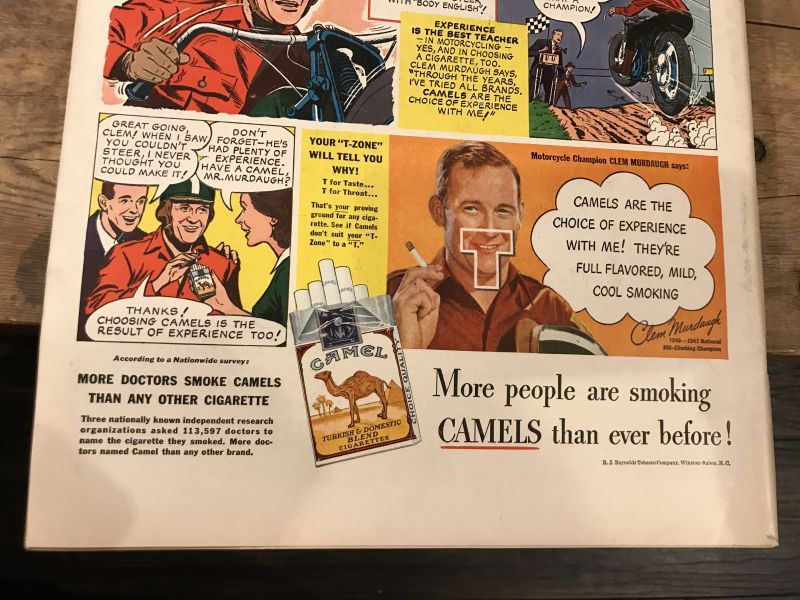 WITH "BODY ENGLISH"!
EXPERIENCE
IS THE BEST TEACHER
— IN MOTORCYCLING —
YES, AND IN CHOOSING
A CIGARETTE, TOO.
CLEM MURDAUGH SAYS,
"THROUGH THE YEARS,
I'VE TRIED ALL BRANDS.
CAMELS ARE THE
CHOICE OF EXPERIENCE
WITH ME!"
CHAMPION!
GREAT GOING,
CLEM! WHEN I SAW
YOU COULDN'T
STEER, I NEVER
THOUGHT YOU
COULD MAKE IT!
DON'T
FORGET—HE'S
HAD PLENTY OF
EXPERIENCE.
HAVE A CAMEL,
MR. MURDAUGH?
CAMEL
THANKS!
CHOOSING CAMELS IS THE
RESULT OF EXPERIENCE TOO!
YOUR "T-ZONE"
WILL TELL YOU
WHY!
T for Taste...
T for Throat...
That's your proving
ground for any ciga-
rette. See if Camels
don't suit your "T-
Zone" to a "T."
Motorcycle Champion CLEM MURDAUGH says:
T
CAMELS ARE THE
CHOICE OF EXPERIENCE
WITH ME! THEY'RE
FULL FLAVORED, MILD,
COOL SMOKING
Clem Murdaugh
1946—1947 National
Hill-Climbing Champion
According to a Nationwide survey:
MORE DOCTORS SMOKE CAMELS
THAN ANY OTHER CIGARETTE
Three nationally known independent research
organizations asked 113,597 doctors to
name the cigarette they smoked. More doc-
tors named Camel than any other brand.
CAMEL
TURKISH & DOMESTIC
BLEND
CIGARETTES
CHOICE QUALITY
More people are smoking
CAMELS than ever before!
R. J. Reynolds Tobacco Company, Winston-Salem, N. C.